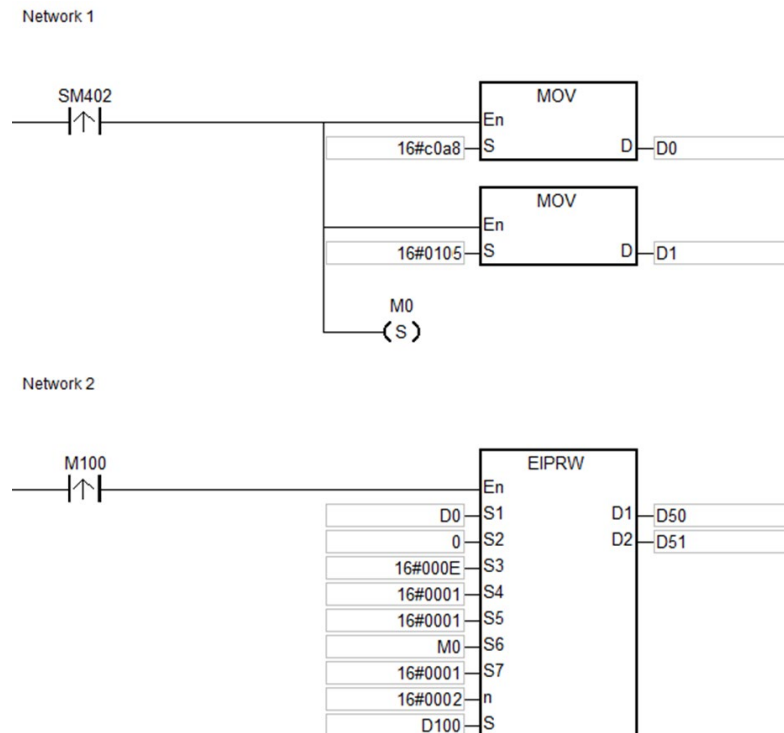 Network 1
SM402
MOV
En
16#c0a8 S D D0
MOV
En
16#0105 S D D1
M0
S
Network 2
M100
EIPRW
En
D0 S1 D1 D50
0 S2 D2 D51
16#000E S3
16#0001 S4
16#0001 S5
M0 S6
16#0001 S7
16#0002 n
D100 S